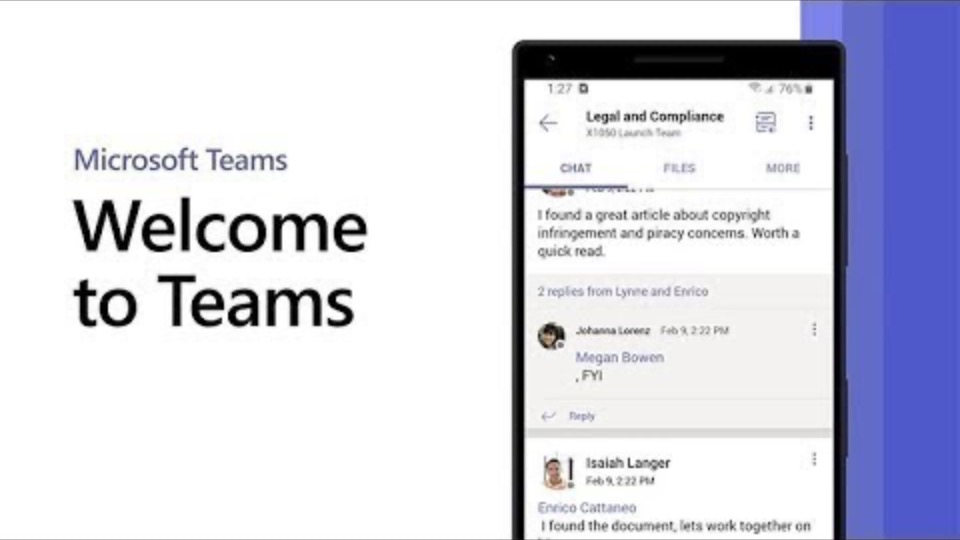 Microsoft Teams
Welcome
to Teams
1:27
76%
Legal and Compliance
X1050 Launch Team
CHAT
FILES
MORE
I found a great article about copyright
infringement and piracy concerns. Worth a
quick read.
2 replies from Lynne and Enrico
Johanna Lorenz Feb 9, 2:22 PM
Megan Bowen
, FYI
Reply
Isaiah Langer
Feb 9, 2:22 PM
Enrico Cattaneo
I found the document, lets work together on